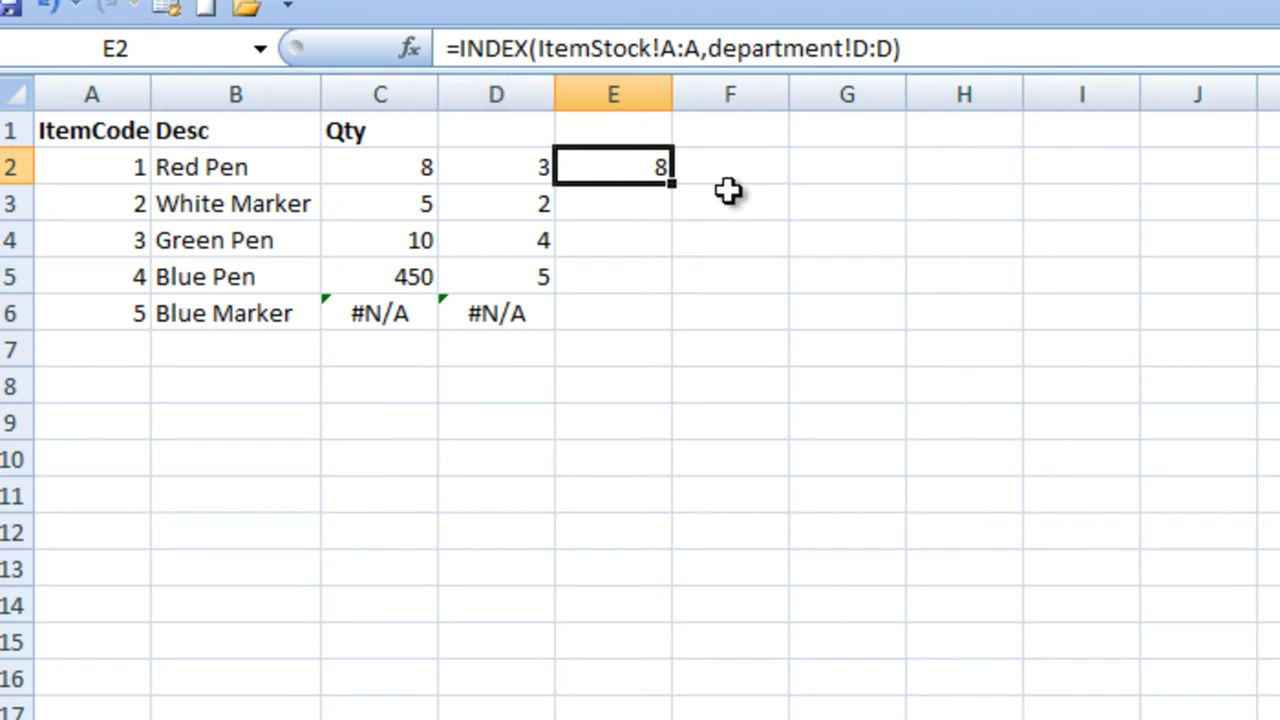 E2 fx =INDEX(ItemStock!A:A,department!D:D)
A B C D E F G H I J
1 ItemCode Desc Qty
2 1 Red Pen 8 3 8
3 2 White Marker 5 2
4 3 Green Pen 10 4
5 4 Blue Pen 450 5
6 5 Blue Marker #N/A #N/A
7
8
9
10
11
12
13
14
15
16
17